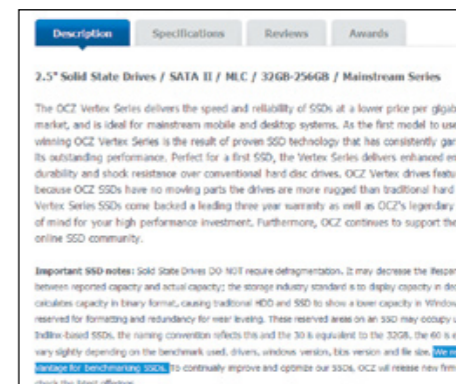 Description Specifications Reviews Awards
2.5" Solid State Drives / SATA II / MLC / 32GB-256GB / Mainstream Series
The OCZ Vertex Series delivers the speed and reliability of SSDs at a lower price per
market, and is ideal for mainstream mobile and desktop systems. As the first model to use
winning OCZ Vertex Series is the result of proven SSD technology that has consistently
its outstanding performance. Perfect for a first SSD, the Vertex Series delivers enhanced
durability and shock resistance over conventional hard disc drives. OCZ Vertex drives
because OCZ SSDs have no moving parts the drives are more rugged than traditional hard
Vertex Series SSDs come backed a leading three year warranty as well as OCZ's legendary
of mind for your high performance investment. Furthermore, OCZ continues to support the
online SSD community.
Important SSD notes: Solid State Drives DO NOT require defragmentation. It may decrease the
between reported capacity and actual capacity; the storage industry standard is to display capacity in
calculates capacity in binary format, causing traditional HDD and SSD to show a lower capacity in
reserved for formatting and redundancy for wear leveling. These reserved areas on an SSD may occupy
Indilinx-based SSDs, the naming convention reflects this and the 30 is equivalent to the 32GB, the 60 is
vary slightly depending on the benchmark used, drivers, windows version, bios version and file size. We
Vantage for benchmarking SSDs. To continually improve and optimize our SSDs, OCZ will release new
check the latest offerings